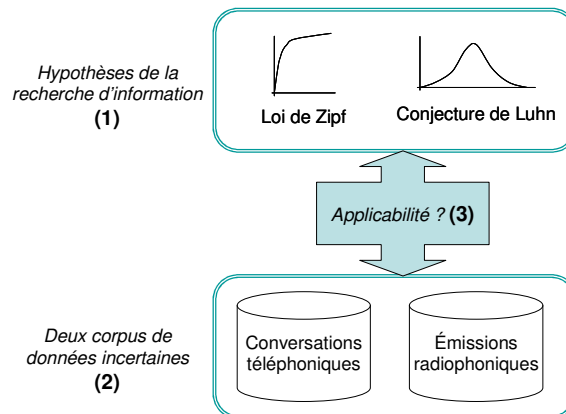 Hypothèses de la
recherche d'information
(1)
Loi de Zipf
Conjecture de Luhn
Applicabilité ? (3)
Deux corpus de
données incertaines
(2)
Conversations
téléphoniques
Émissions
radiophoniques